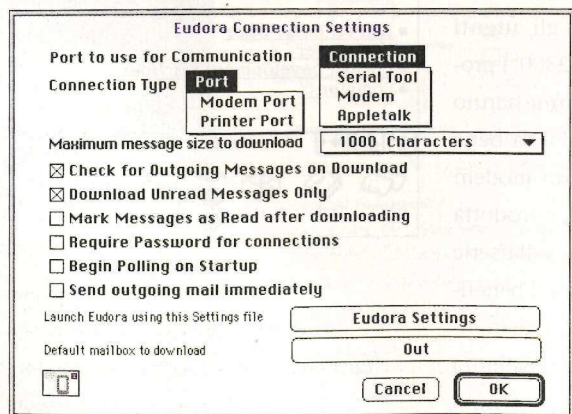 Eudora Connection Settings
Port to use for Communication
Connection
Serial Tool
Modem
Appletalk
Connection Type
Port
Modem Port
Printer Port
Maximum message size to download
1000 Characters
Check for Outgoing Messages on Download
Download Unread Messages Only
Mark Messages as Read after downloading
Require Password for connections
Begin Polling on Startup
Send outgoing mail immediately
Launch Eudora using this Settings file
Eudora Settings
Default mailbox to download
Out
Cancel
OK